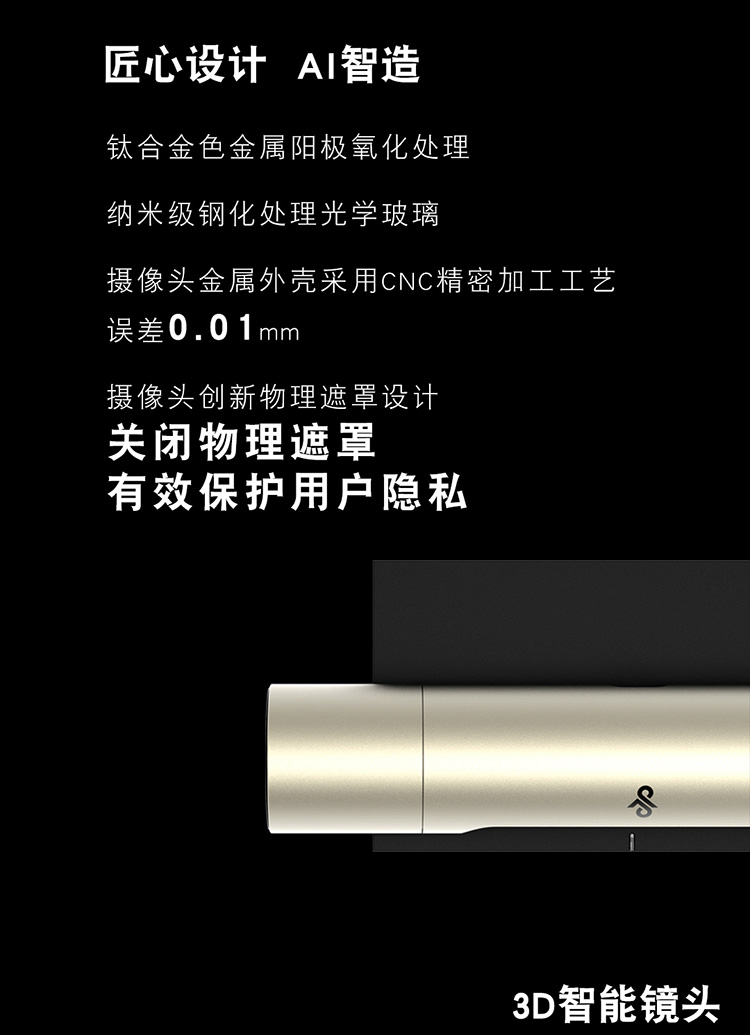 匠心设计 AI智造
钛合金色金属阳极氧化处理
纳米级钢化处理光学玻璃
摄像头金属外壳采用CNC精密加工工艺
误差0.01mm
摄像头创新物理遮罩设计
关闭物理遮罩
有效保护用户隐私
3D智能镜头